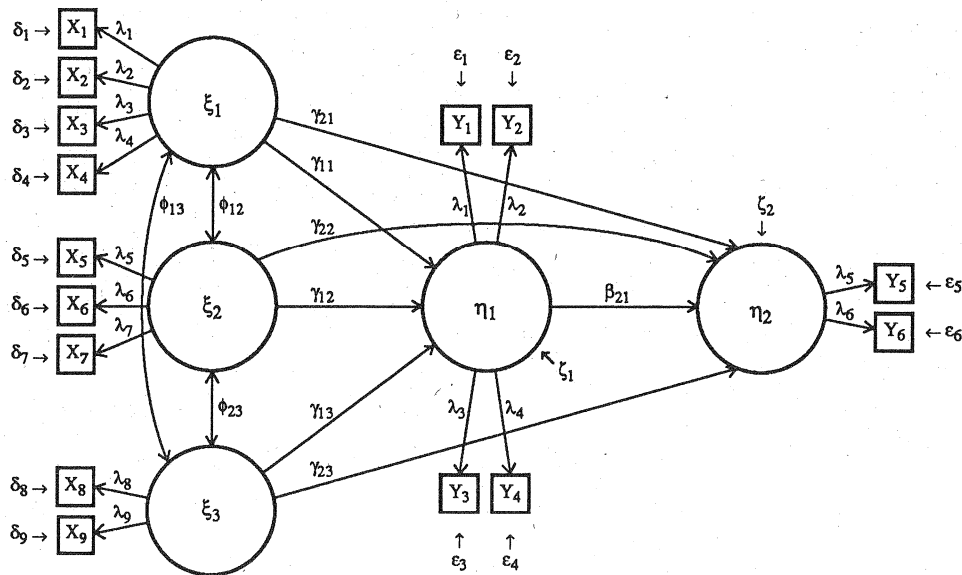 δ₁ → X₁ λ₁
δ₂ → X₂ λ₂
δ₃ → X₃ λ₃
δ₄ → X₄ λ₄
ξ₁
γ₂₁
γ₁₁
ε₁ ε₂
↓ ↓
Y₁ Y₂
λ₁ λ₂
ϕ₁₃ ϕ₁₂
γ₂₂
ζ₂
↓
δ₅ → X₅ λ₅
δ₆ → X₆ λ₆
δ₇ → X₇ λ₇
ξ₂
γ₁₂
η₁
β₂₁
η₂
λ₅ Y₅ ← ε₅
λ₆ Y₆ ← ε₆
ζ₁
ϕ₂₃
γ₁₃
λ₃ λ₄
γ₂₃
δ₈ → X₈ λ₈
δ₉ → X₉ λ₉
ξ₃
Y₃ Y₄
↑ ↑
ε₃ ε₄